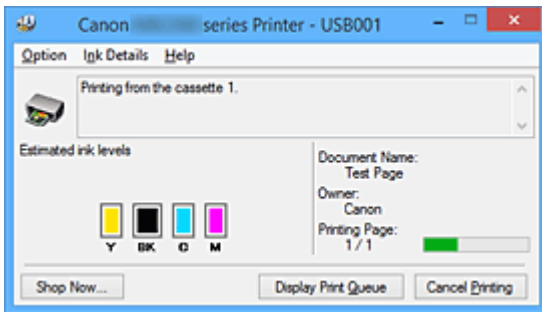 Canon series Printer - USB001
Option Ink Details Help
Printing from the cassette 1.
Estimated ink levels
Y BK C M
Document Name:
Test Page
Owner:
Canon
Printing Page:
1 / 1
Shop Now... Display Print Queue Cancel Printing